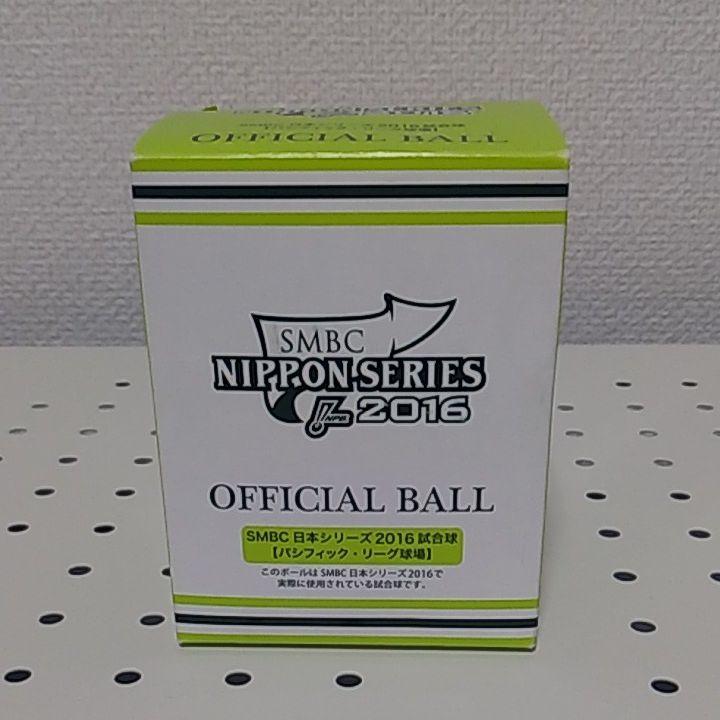 OFFICIAL BALL
SMBC
NIPPON SERIES
NPB 2016
OFFICIAL BALL
SMBC 日本シリーズ2016 試合球
【パシフィック・リーグ球場】
このボールは SMBC 日本シリーズ2016で
実際に使用されている試合球です。